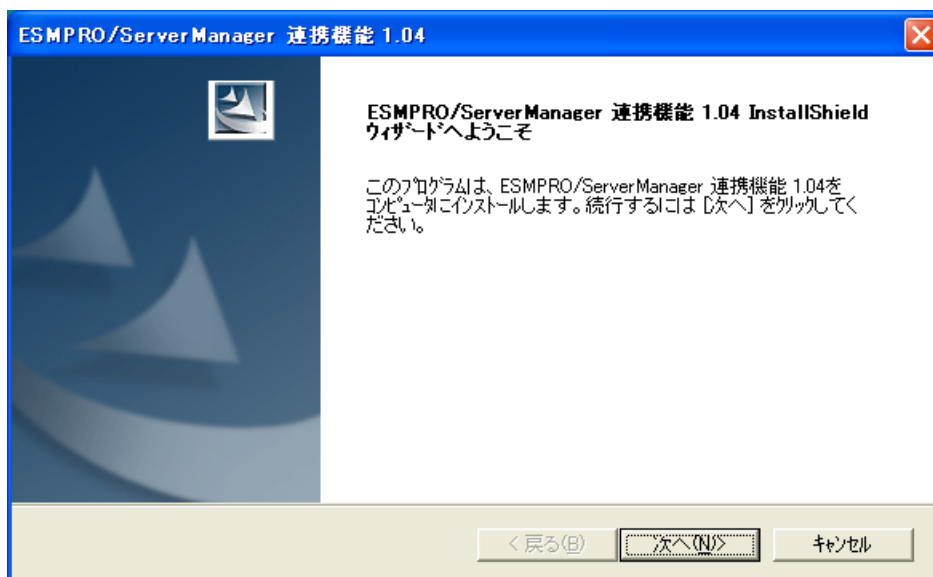 ESMPRO/ServerManager 連携機能 1.04
ESMPRO/ServerManager 連携機能 1.04 InstallShield
ウィザードへようこそ
このプログラムは、ESMPRO/ServerManager 連携機能 1.04を
コンピュータにインストールします。続行するには [次へ] をクリックしてく
ださい。
< 戻る(B)
次へ(N)>
キャンセル